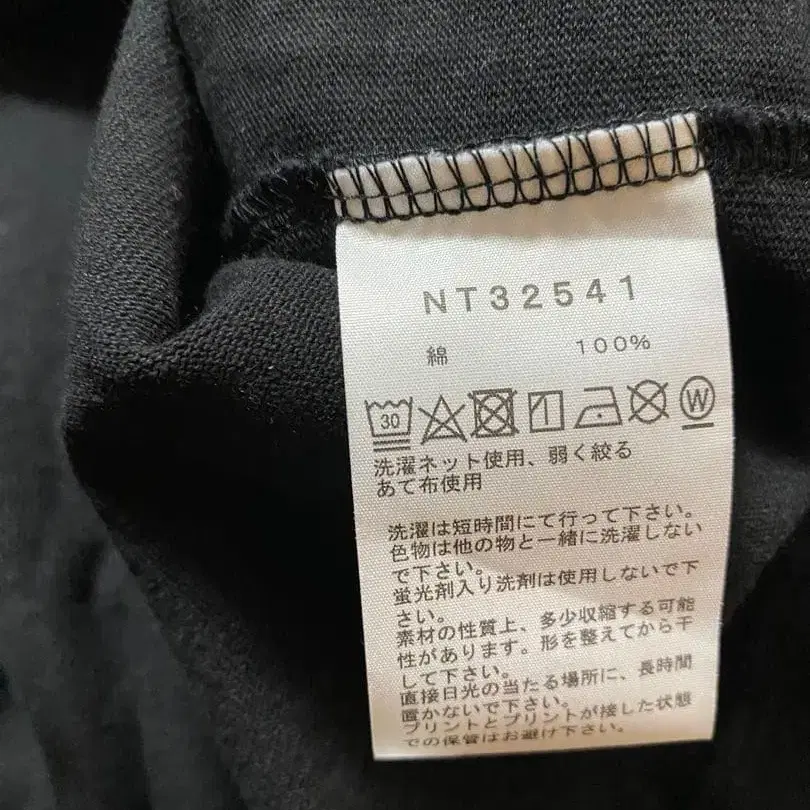 NT32541
綿 100%
30 W
洗濯ネット使用、弱く絞る
あて布使用
洗濯は短時間にて行って下さい。
色物は他の物と一緒に洗濯しない
で下さい。
蛍光剤入り洗剤は使用しないで下
さい。
素材の性質上、多少収縮する可能
性があります。形を整えてから干
して下さい。
直接日光の当たる場所に、長時間
置かないで下さい。
プリントとプリントが接した状態
での保管はお避け下さい。